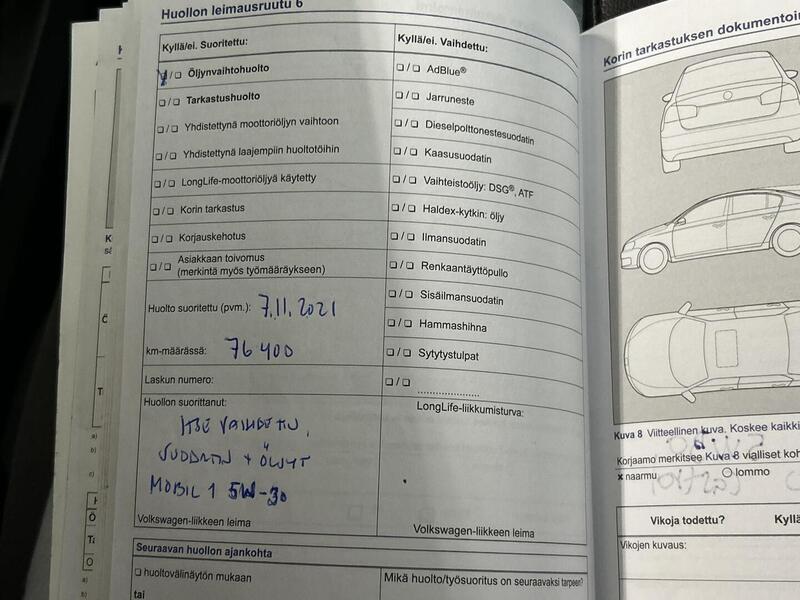 Huollon leimausruutu 6
Kyllä/ei. Suoritettu:
☐/☐ Öljynvaihtohuolto
☐/☐ Tarkastushuolto
☐/☐ Yhdistettynä moottoriöljyn vaihtoon
☐/☐ Yhdistettynä laajempiin huoltotöihin
☐/☐ LongLife-moottoriöljyä käytetty
☐/☐ Korin tarkastus
☐/☐ Korjauskehotus
☐/☐ Asiakkaan toivomus
(merkintä myös työmääräykseen)
Huolto suoritettu (pvm.): 7.11.2021
km-määrässä: 76400
Laskun numero:
Huollon suorittanut:
ITSE VAIHDETTU,
SUODATIN + ÖLJYT
MOBIL 1 5W-30
Volkswagen-liikkeen leima
Kyllä/ei. Vaihdettu:
☐/☐ AdBlue®
☐/☐ Jarruneste
☐/☐ Dieselpolttonestesuodatin
☐/☐ Kaasusuodatin
☐/☐ Vaihteistoöljy: DSG®, ATF
☐/☐ Haldex-kytkin: öljy
☐/☐ Ilmansuodatin
☐/☐ Renkaantäyttöpullo
☐/☐ Sisäilmansuodatin
☐/☐ Hammashihna
☐/☐ Sytytystulpat
☐/☐ ....................
LongLife-liikkumisturva:
Volkswagen-liikkeen leima
Seuraavan huollon ajankohta
☐ huoltovälinäytön mukaan
tai
Mikä huolto/työsuoritus on seuraavaksi tarpeen?
Korin tarkastuksen dokumentoin
Kuva 8 Viitteellinen kuva. Koskee kaikki
Korjaamo merkitsee Kuva 8 vialliset koh
x naarmu
○ lommo
Vikoja todettu?
Kyll
Vikojen kuvaus: